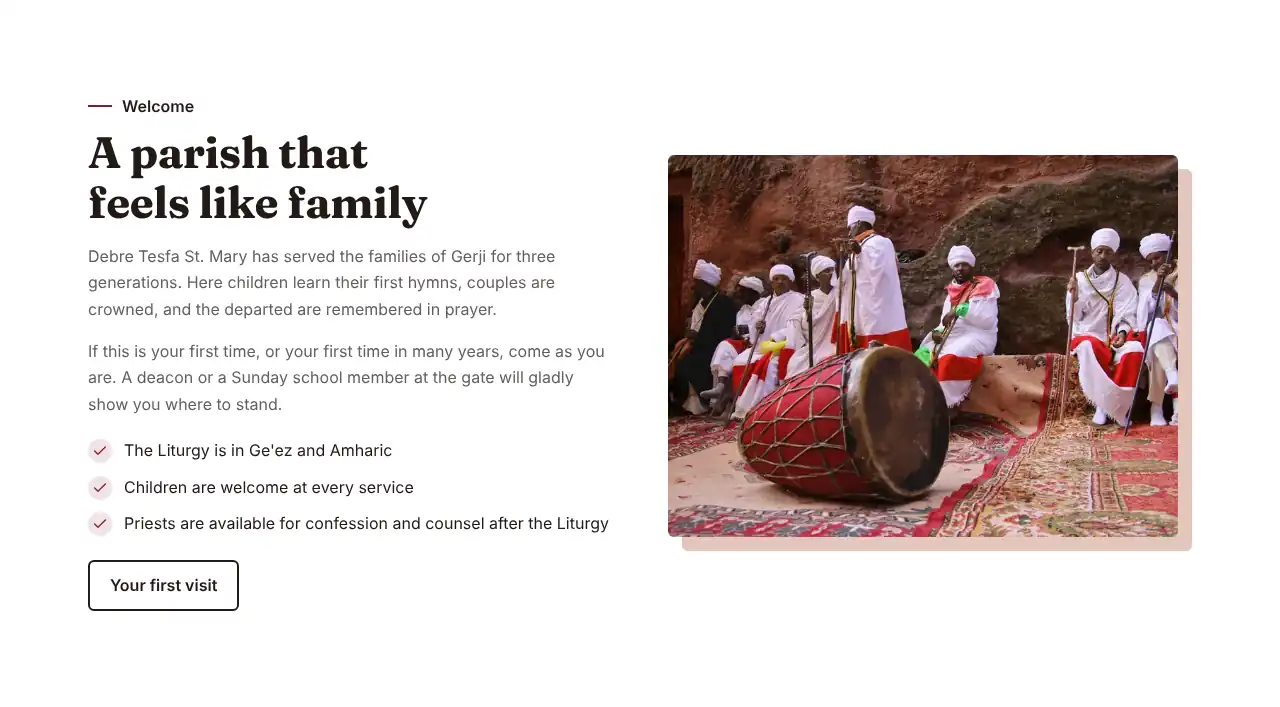 Welcome
A parish that
feels like family
Debre Tesfa St. Mary has served the families of Gerji for three
generations. Here children learn their first hymns, couples are
crowned, and the departed are remembered in prayer.
If this is your first time, or your first time in many years, come as you
are. A deacon or a Sunday school member at the gate will gladly
show you where to stand.
The Liturgy is in Ge'ez and Amharic
Children are welcome at every service
Priests are available for confession and counsel after the Liturgy
Your first visit